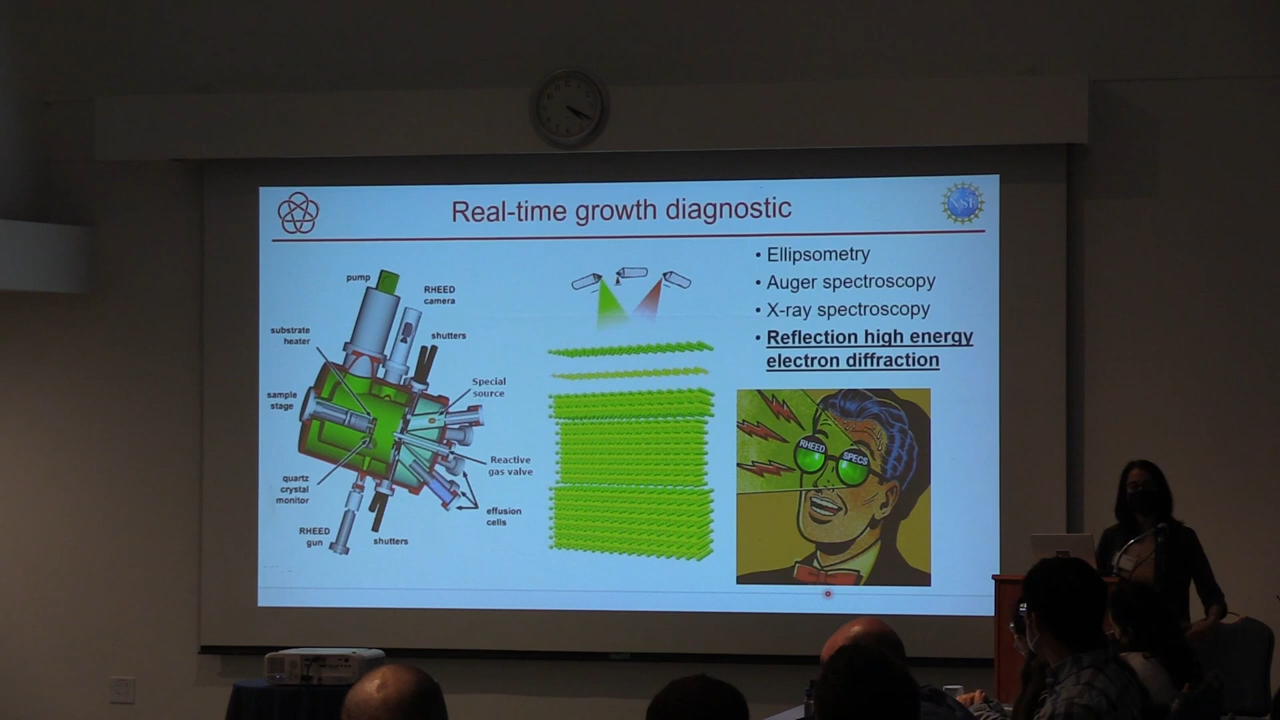 Real-time growth diagnostic
NSF
pump
RHEED
camera
substrate
heater
shutters
sample
stage
Special
source
Reactive
gas valve
quartz
crystal
monitor
effusion
cells
RHEED
gun
shutters
• Ellipsometry
• Auger spectroscopy
• X-ray spectroscopy
• Reflection high energy
electron diffraction
RHEED SPECS